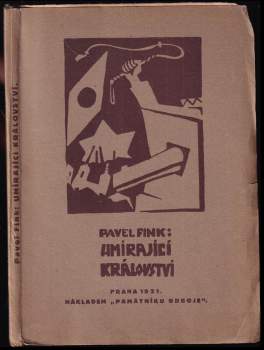 PAVEL FINK: UMÍRAJÍCÍ KRÁLOVSTVÍ.
PAVEL FINK:
UMÍRAJÍCÍ
KRÁLOVSTVÍ
PRAHA 1921.
NÁKLADEM „PAMÁTNÍKU ODBOJE“.